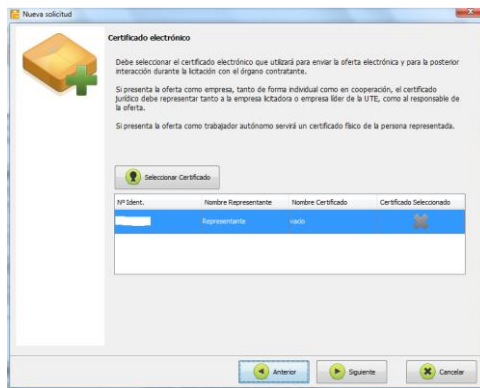 Nueva solicitud
Certificado electrónico
Debe seleccionar el certificado electrónico que utilizará para enviar la oferta electrónica y para la posterior
interacción durante la licitación con el órgano contratante.
Si presenta la oferta como empresa, tanto de forma individual como en cooperación, el certificado
jurídico debe representar tanto a la empresa licitadora o empresa líder de la UTE, como al responsable de
la oferta.
Si presenta la oferta como trabajador autónomo servirá un certificado físico de la persona representada.
Seleccionar Certificado
Nº Ident. Nombre Representante Nombre Certificado Certificado Seleccionado
Representante vacío
Anterior Siguiente Cancelar